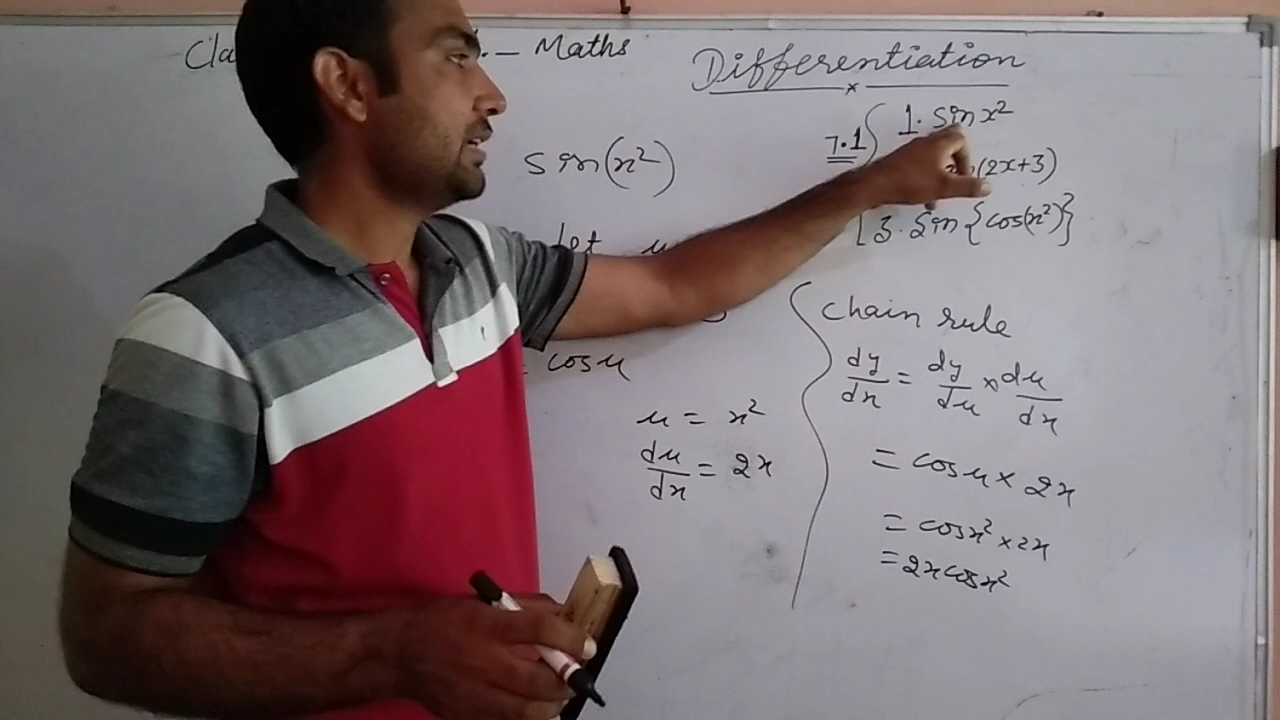 Maths
Differentiation
7.1
1. Sin x²
(2x+3)
3. Sin {cos(x²)}
Sin(x²)
let u
cos u
u = x²
du/dx = 2x
chain rule
dy/dx = dy/du × du/dx
= cos u × 2x
= cos x² × 2x
= 2x cos x²